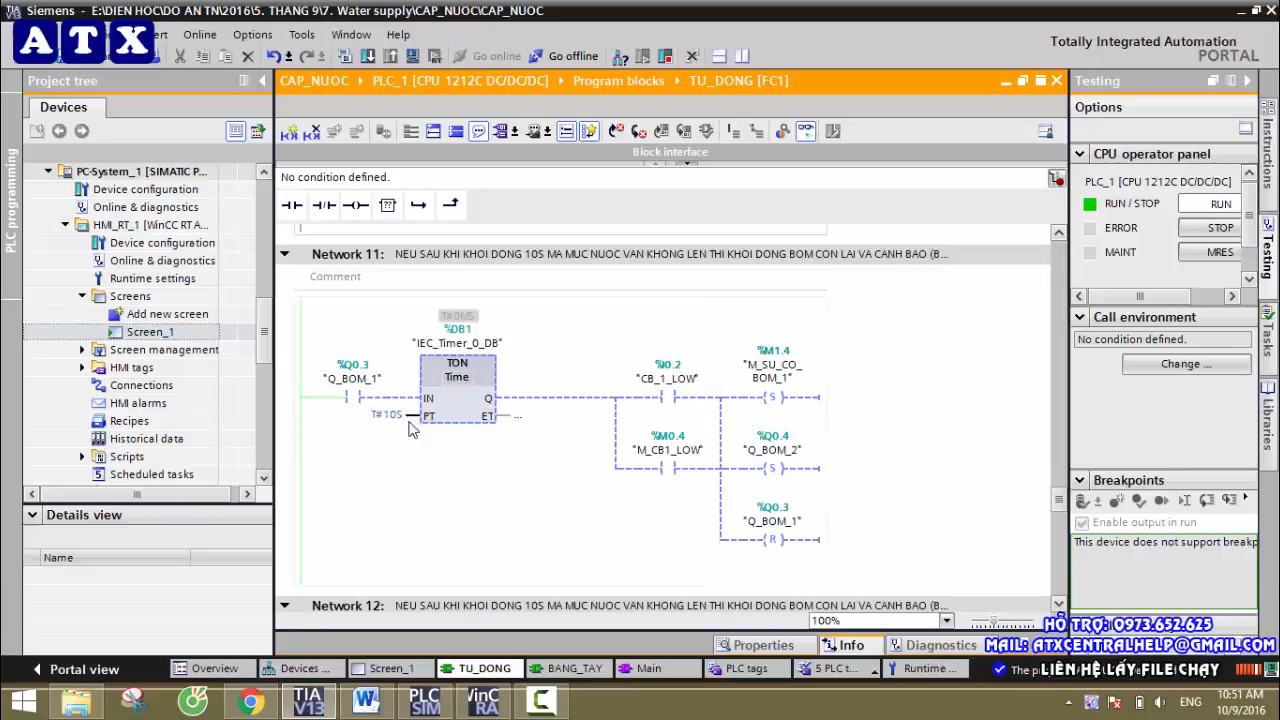 Siemens - E:\DIEN HOC\DO AN TN\2016\5. THANG 9\7. Water supply\CAP_NUOC\CAP_NUOC
ATX
Online Options Tools Window Help
Go online Go offline
Totally Integrated Automation
PORTAL
Project tree
CAP_NUOC PLC_1 [CPU 1212C DC/DC/DC] Program blocks TU_DONG [FC1]
Testing
Devices
Options
PLC programming
Block interface
CPU operator panel
PC-System_1 [SIMATIC P...
Device configuration
Online & diagnostics
HMI_RT_1 [WinCC RT A...
Device configuration
Online & diagnostics
Runtime settings
Screens
Add new screen
Screen_1
Screen management
HMI tags
Connections
HMI alarms
Recipes
Historical data
Scripts
Scheduled tasks
Details view
Name
No condition defined.
Network 11: NEU SAU KHI KHOI DONG 10S MA MUC NUOC VAN KHONG LEN THI KHOI DONG BOM CON LAI VA CANH BAO (B...
Comment
T#0MS
%DB1
"IEC_Timer_0_DB"
TON
Time
%Q0.3
"Q_BOM_1"
IN Q
T#10S PT ET ...
%I0.2
"CB_1_LOW"
%M1.4
"M_SU_CO_
BOM_1"
S
%M0.4
"M_CB1_LOW"
%Q0.4
"Q_BOM_2"
S
%Q0.3
"Q_BOM_1"
R
Network 12: NEU SAU KHI KHOI DONG 10S MA MUC NUOC VAN KHONG LEN THI KHOI DONG BOM CON LAI VA CANH BAO (B...
100%
PLC_1 [CPU 1212C DC/DC/DC]
RUN / STOP RUN
ERROR STOP
MAINT MRES
Call environment
No condition defined.
Change ...
Breakpoints
Enable output in run
This device does not support breakp
Instructions
Testing
Tasks
Libraries
Properties Info Diagnostics
HỖ TRỢ: 0973.632.625
MAIL: ATXCENTRALHELP@GMAIL.COM
LIÊN HỆ LẤY FILE CHẠY
Portal view Overview Devices ... Screen_1 TU_DONG BANG_TAY Main PLC tags 5 PLC t... Runtime ... The p
TIA V13 PLC SIM WinC RA
ENG
10:51 AM
10/9/2016